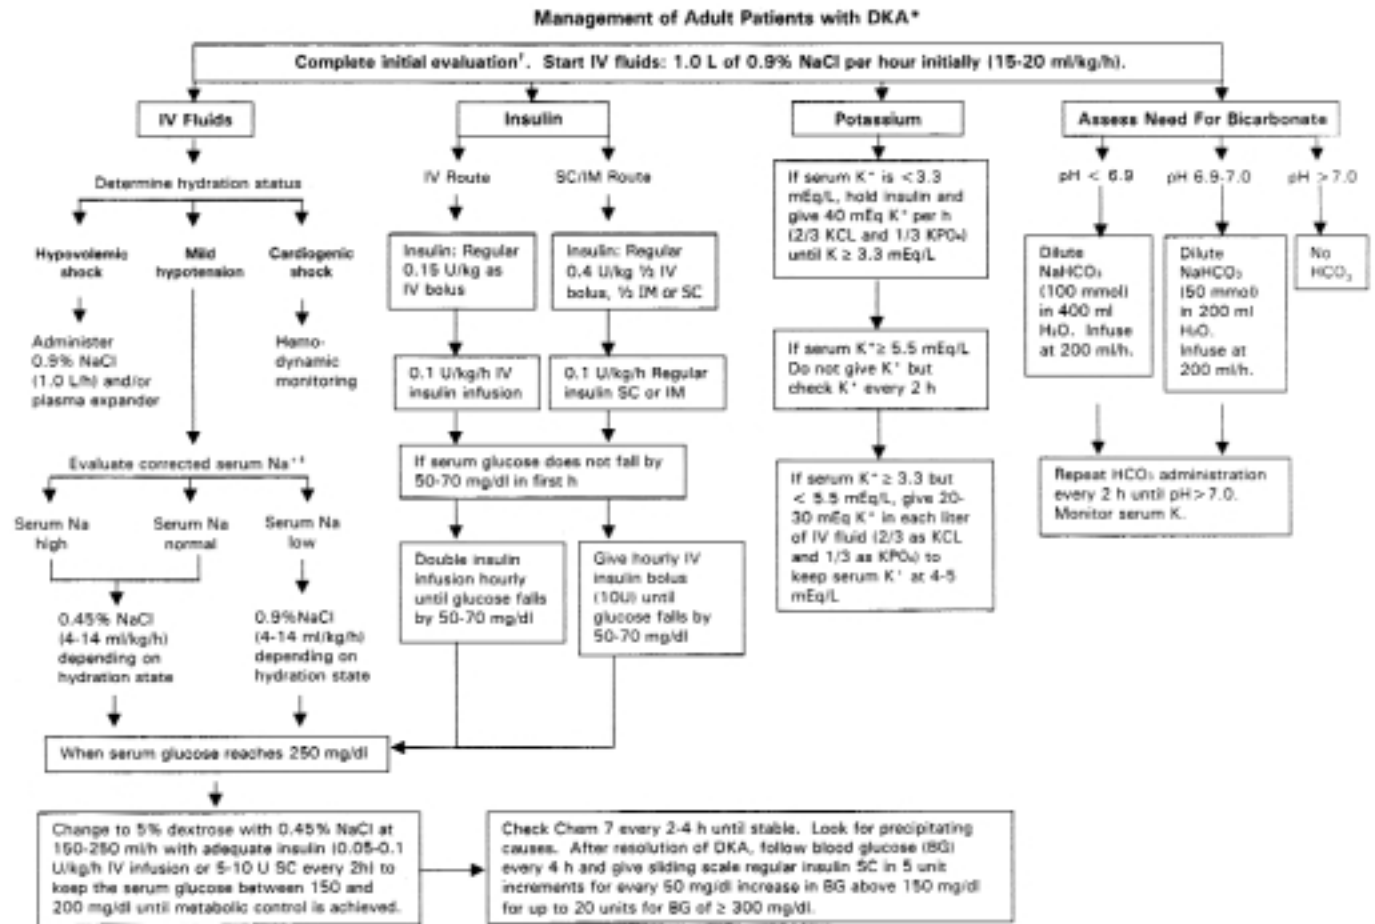 Management of Adult Patients with DKA*
Complete initial evaluation†. Start IV fluids: 1.0 L of 0.9% NaCl per hour initially (15-20 ml/kg/h).
IV Fluids
Determine hydration status
Hypovolemic
shock
Administer
0.9% NaCl
(1.0 L/h) and/or
plasma expander
Mild
hypotension
Cardiogenic
shock
Hemo-
dynamic
monitoring
Evaluate corrected serum Na⁺‡
Serum Na
high
Serum Na
normal
Serum Na
low
0.45% NaCl
(4-14 ml/kg/h)
depending on
hydration state
0.9%NaCl
(4-14 ml/kg/h)
depending on
hydration state
When serum glucose reaches 250 mg/dl
Change to 5% dextrose with 0.45% NaCl at
150-250 ml/h with adequate insulin (0.05-0.1
U/kg/h IV infusion or 5-10 U SC every 2h) to
keep the serum glucose between 150 and
200 mg/dl until metabolic control is achieved.
Insulin
IV Route
Insulin: Regular
0.15 U/kg as
IV bolus
0.1 U/kg/h IV
insulin infusion
SC/IM Route
Insulin: Regular
0.4 U/kg ½ IV
bolus, ½ IM or SC
0.1 U/kg/h Regular
insulin SC or IM
If serum glucose does not fall by
50-70 mg/dl in first h
Double insulin
infusion hourly
until glucose falls
by 50-70 mg/dl
Give hourly IV
insulin bolus
(10U) until
glucose falls by
50-70 mg/dl
Potassium
If serum K⁺ is <3.3
mEq/L, hold insulin and
give 40 mEq K⁺ per h
(2/3 KCL and 1/3 KPO₄)
until K ≥ 3.3 mEq/L
If serum K⁺≥ 5.5 mEq/L
Do not give K⁺ but
check K⁺ every 2 h
If serum K⁺ ≥ 3.3 but
< 5.5 mEq/L, give 20-
30 mEq K⁺ in each liter
of IV fluid (2/3 as KCL
and 1/3 as KPO₄) to
keep serum K⁺ at 4-5
mEq/L
Assess Need For Bicarbonate
pH < 6.9
Dilute
NaHCO₃
(100 mmol)
in 400 ml
H₂O. Infuse
at 200 ml/h.
pH 6.9-7.0
Dilute
NaHCO₃
(50 mmol)
in 200 ml
H₂O.
Infuse at
200 ml/h.
pH >7.0
No
HCO₃
Repeat HCO₃ administration
every 2 h until pH>7.0.
Monitor serum K.
Check Chem 7 every 2-4 h until stable. Look for precipitating
causes. After resolution of DKA, follow blood glucose (BG)
every 4 h and give sliding scale regular insulin SC in 5 unit
increments for every 50 mg/dl increase in BG above 150 mg/dl
for up to 20 units for BG of ≥ 300 mg/dl.